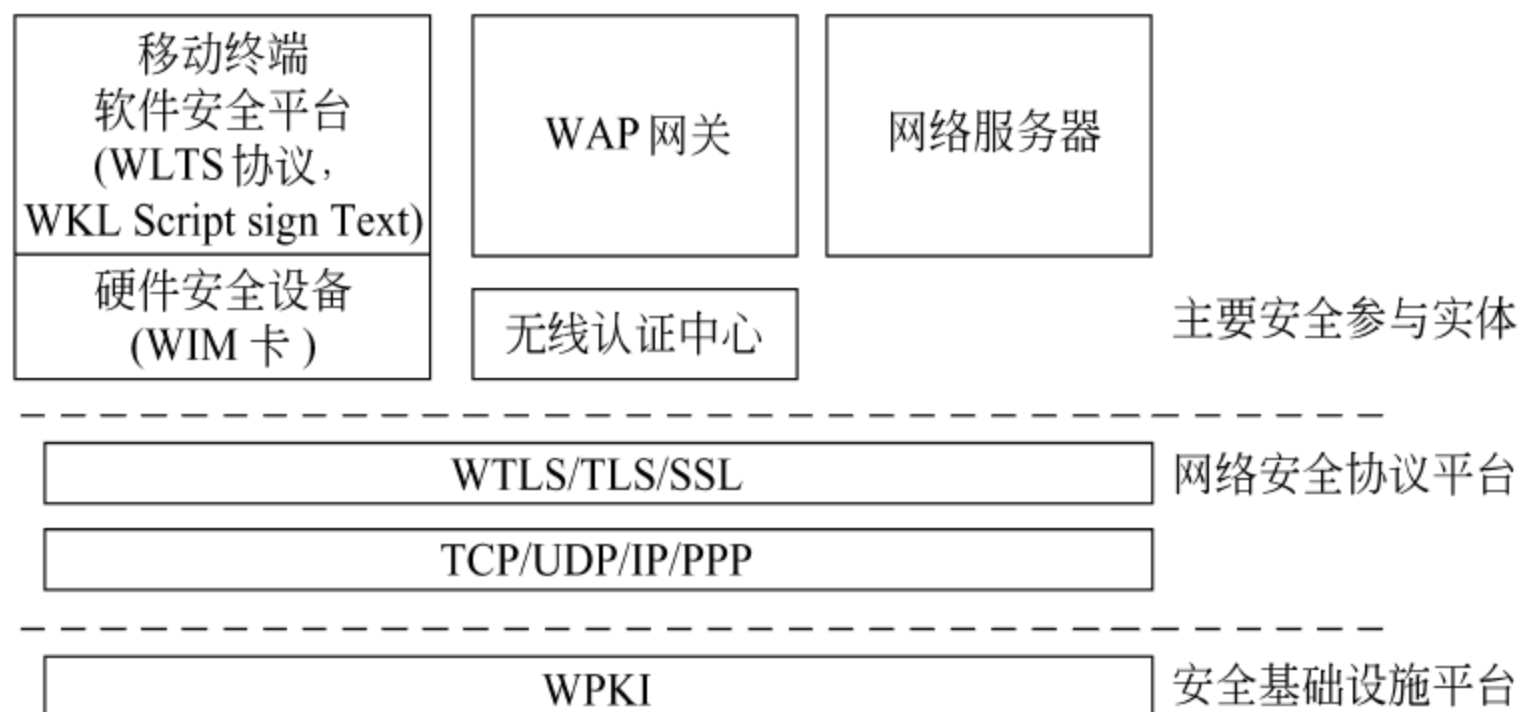 移动终端
软件安全平台
(WLTS 协议，
WKL Script sign Text)
硬件安全设备
(WIM 卡 )
WAP 网关
网络服务器
无线认证中心
主要安全参与实体
WTLS/TLS/SSL
网络安全协议平台
TCP/UDP/IP/PPP
WPKI
安全基础设施平台